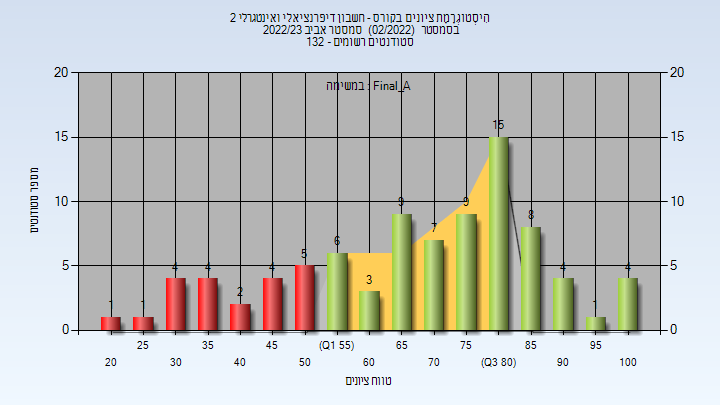 היסטוגרמת ציונים בקורס - חשבון דיפרנציאלי ואינטגרלי 2
בסמסטר (02/2022) סמסטר אביב 2022/23
סטודנטים רשומים - 132
במשימה : Final_A
20 20
15 15
10 10
5 5
0 0
מספר סטודנטים
1 1 4 4 2 4 5 6 3 9 7 9 15 8 4 1 4
25 35 45 (Q1 55) 65 75 85 95
20 30 40 50 60 70 (Q3 80) 90 100
טווח ציונים